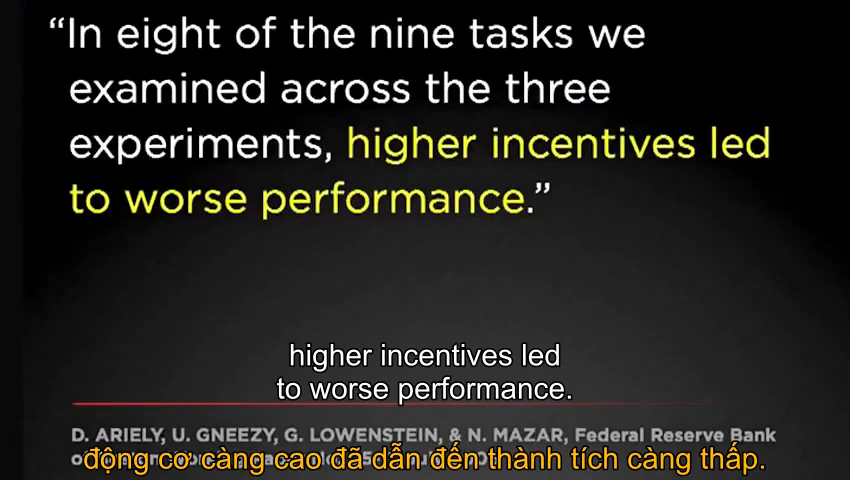 “In eight of the nine tasks we
examined across the three
experiments, higher incentives led
to worse performance.”
higher incentives led
to worse performance.
D. ARIELY, U. GNEEZY, G. LOWENSTEIN, & N. MAZAR, Federal Reserve Bank
động cơ càng cao đã dẫn đến thành tích càng thấp.